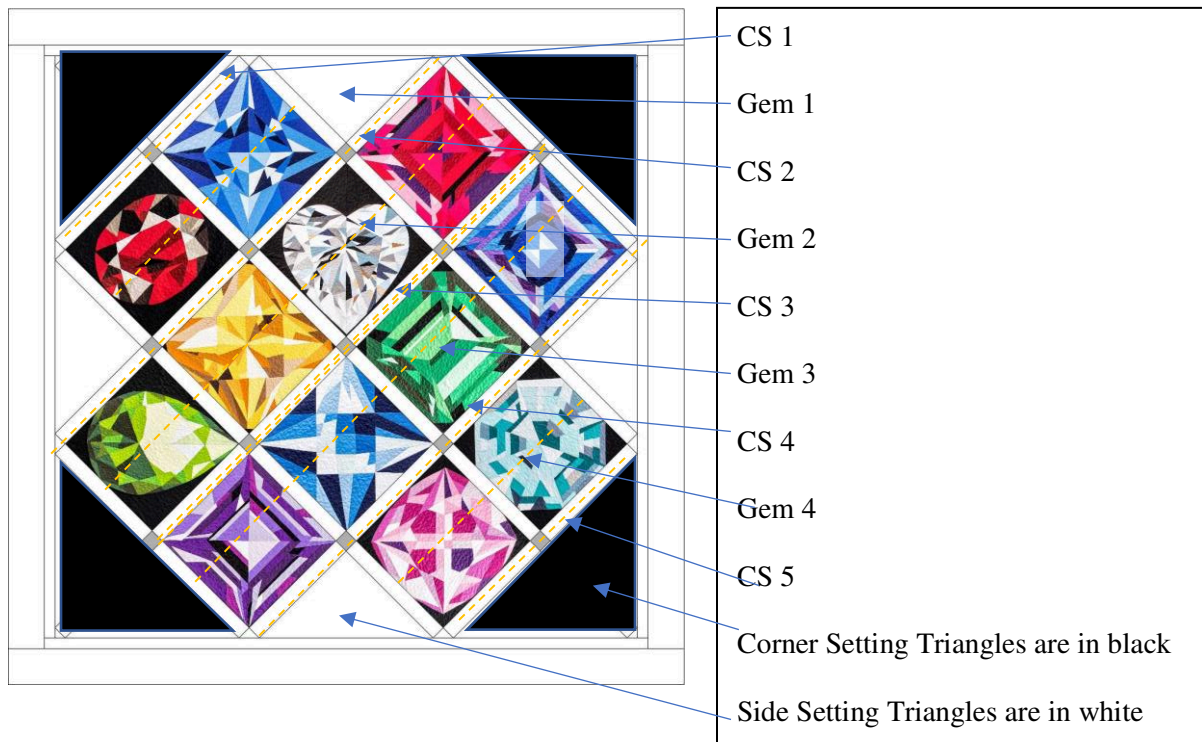 CS 1
Gem 1
CS 2
Gem 2
CS 3
Gem 3
CS 4
Gem 4
CS 5
Corner Setting Triangles are in black
Side Setting Triangles are in white